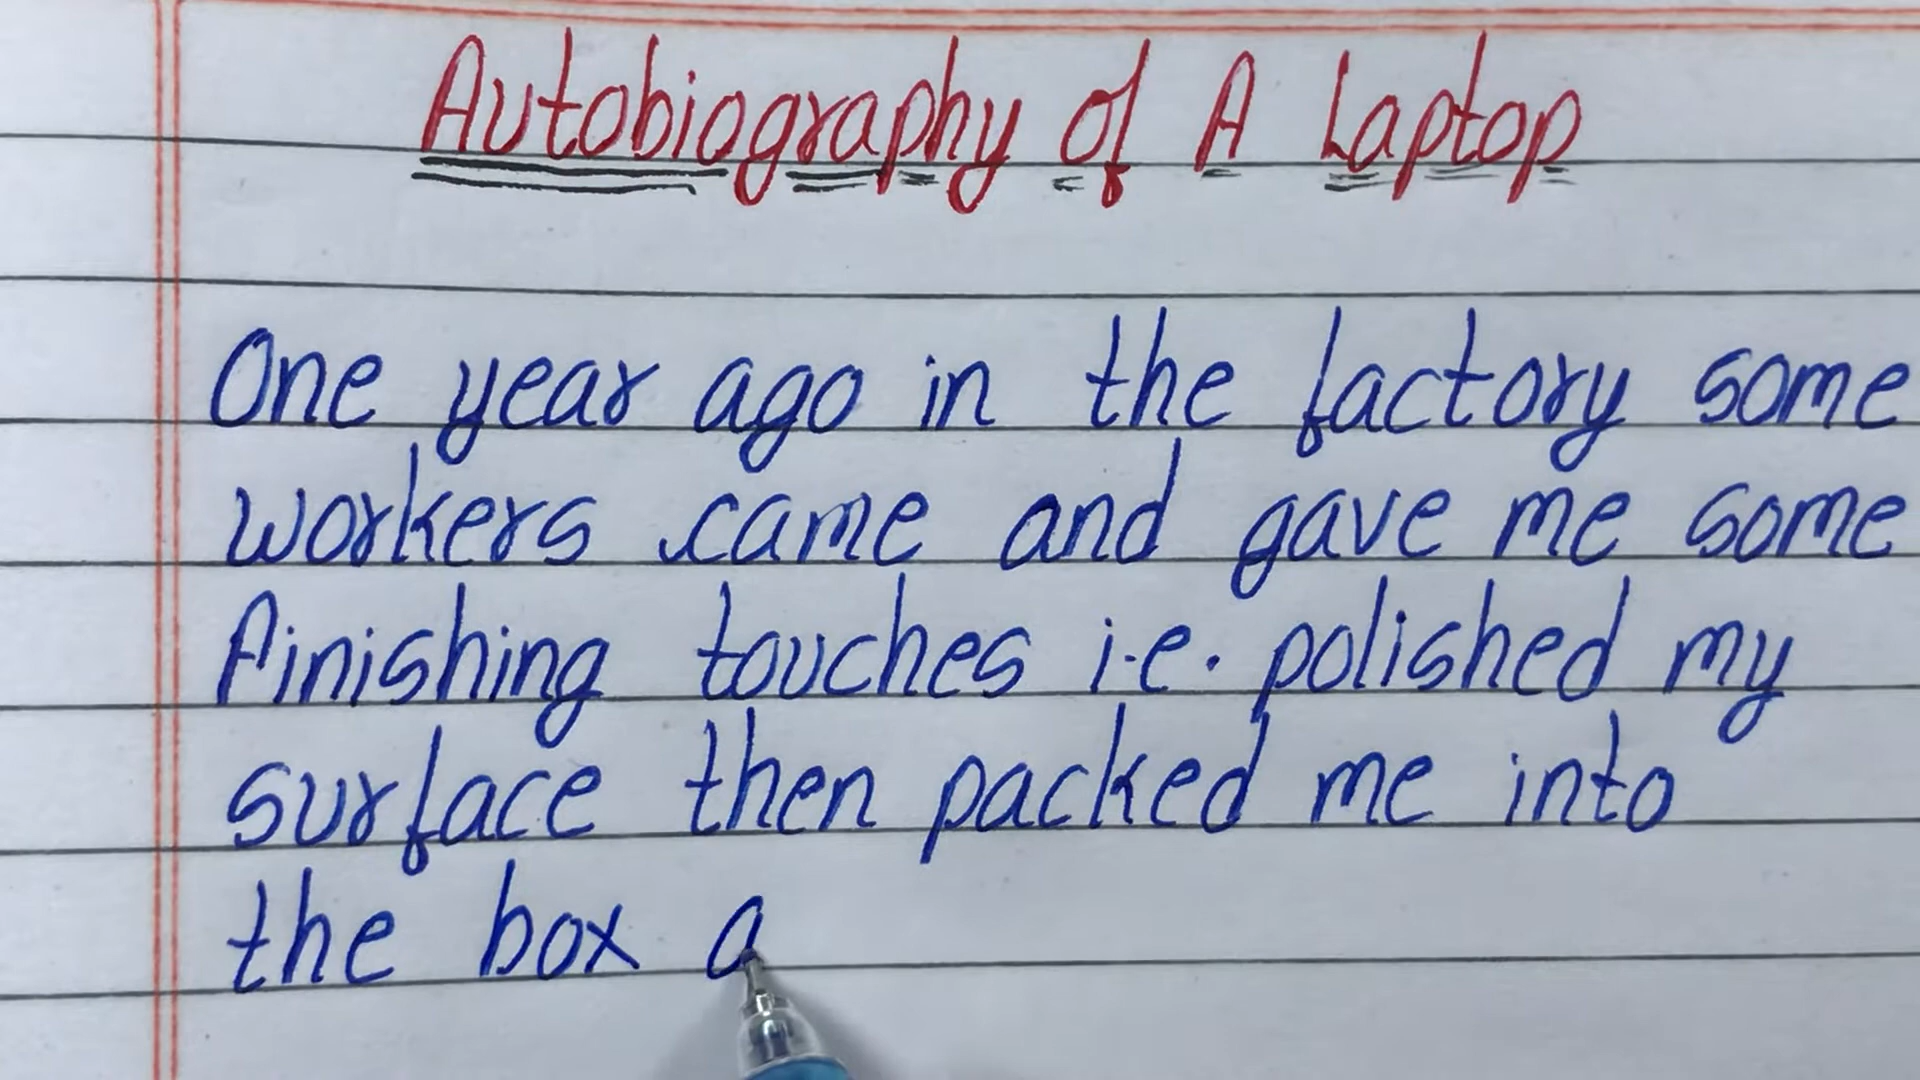 Autobiography of A Laptop
One year ago in the factory some
workers came and gave me some
finishing touches i.e. polished my
surface then packed me into
the box a